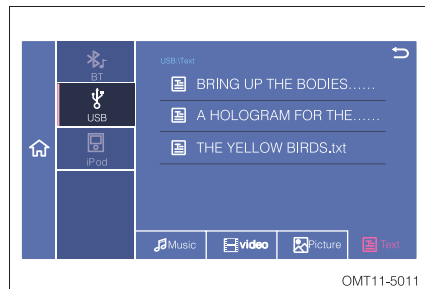 BT
USB
iPod
USB:\Text
BRING UP THE BODIES......
A HOLOGRAM FOR THE......
THE YELLOW BIRDS.txt
Music
video
Picture
Text
OMT11-5011